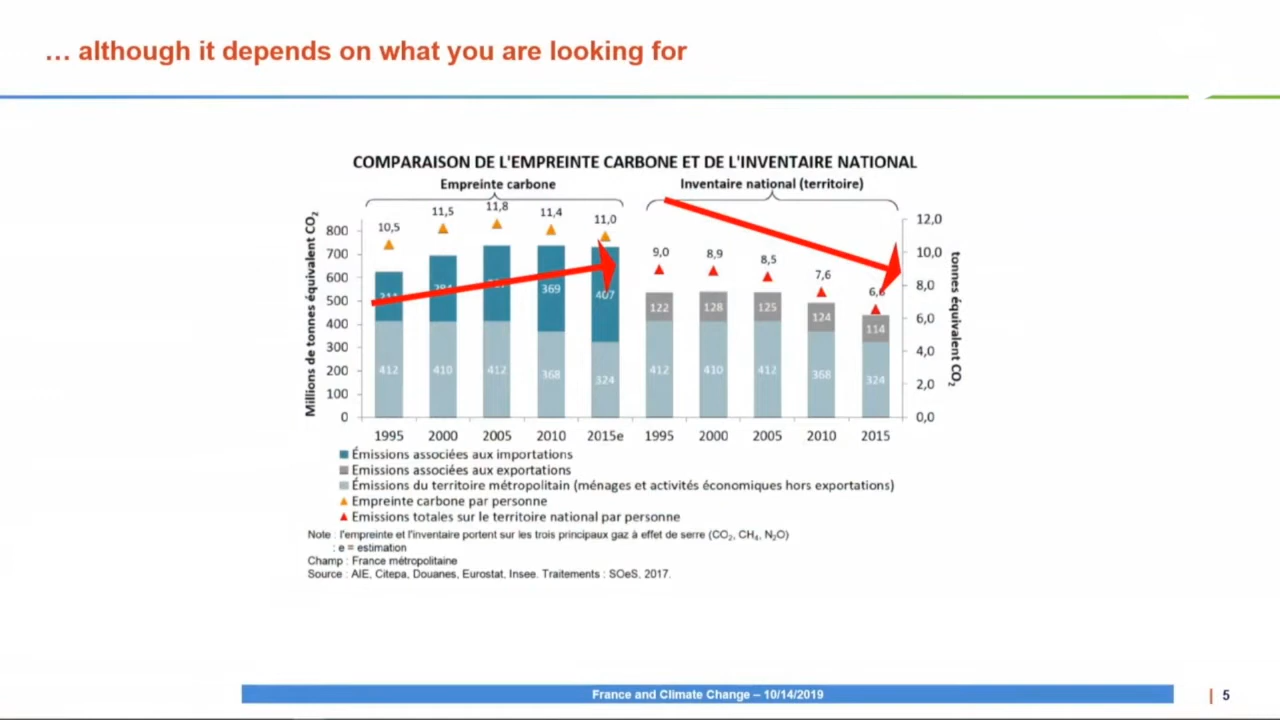 … although it depends on what you are looking for
COMPARAISON DE L'EMPREINTE CARBONE ET DE L'INVENTAIRE NATIONAL
Empreinte carbone
Inventaire national (territoire)
Millions de tonnes équivalent CO₂
800
700
600
500
400
300
200
100
0
10,5
11,5
11,8
11,4
11,0
369
407
412
410
412
368
324
9,0
8,9
8,5
7,6
122
128
125
124
114
412
410
412
368
324
12,0
10,0
8,0
6,0
4,0
2,0
0,0
tonnes équivalent CO₂
1995 2000 2005 2010 2015e 1995 2000 2005 2010 2015
Émissions associées aux importations
Emissions associées aux exportations
Émissions du territoire métropolitain (ménages et activités économiques hors exportations)
Empreinte carbone par personne
Emissions totales sur le territoire national par personne
Note : l'empreinte et l'inventaire portent sur les trois principaux gaz à effet de serre (CO₂, CH₄, N₂O)
: e = estimation
Champ : France métropolitaine
Source : AIE, Citepa, Douanes, Eurostat, Insee. Traitements : SOeS, 2017.
France and Climate Change – 10/14/2019
| 5